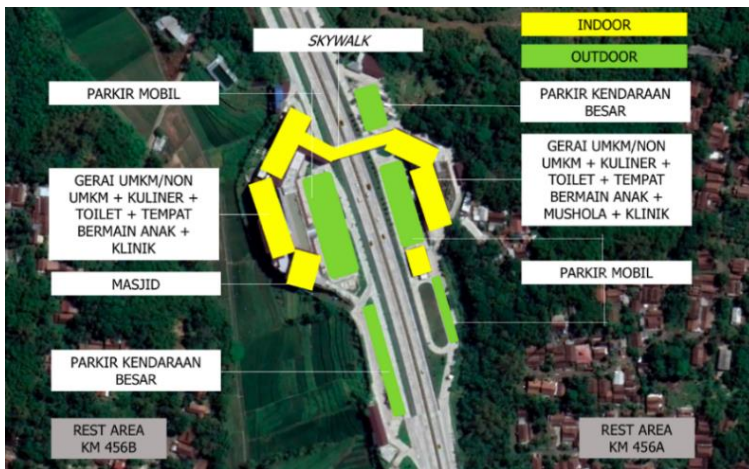 INDOOR
OUTDOOR
SKYWALK
PARKIR MOBIL
PARKIR KENDARAAN
BESAR
GERAI UMKM/NON
UMKM + KULINER +
TOILET + TEMPAT
BERMAIN ANAK +
KLINIK
GERAI UMKM/NON
UMKM + KULINER +
TOILET + TEMPAT
BERMAIN ANAK +
MUSHOLA + KLINIK
MASJID
PARKIR MOBIL
PARKIR KENDARAAN
BESAR
REST AREA
KM 456B
REST AREA
KM 456A